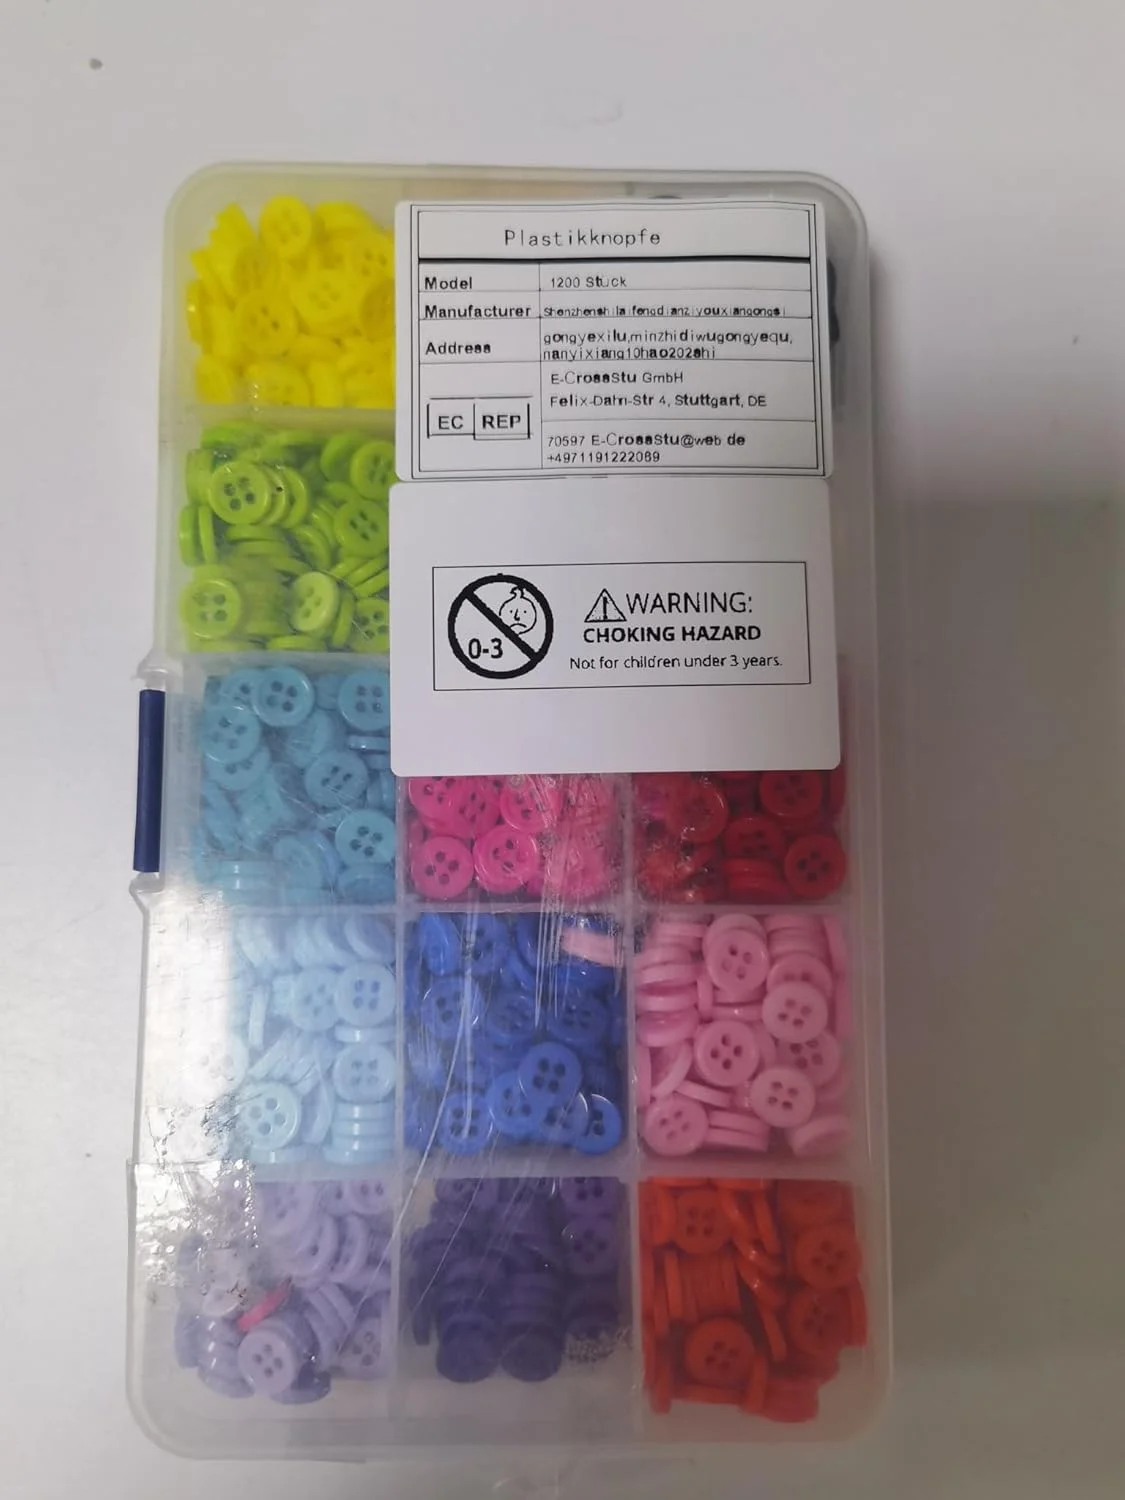 Plastikknopfe
Model 1200 Stuck
Manufacturer Shenzhenshilaifengdianziyouxiangongsi
Address gongyexilu,minzhidiwugongyequ,
nanyixiang10hao202shi
EC REP
E-CrossStu GmbH
Felix-Dahn-Str 4, Stuttgart, DE
70597 E-CrossStu@web de
+4971191222089
0-3
WARNING:
CHOKING HAZARD
Not for children under 3 years.